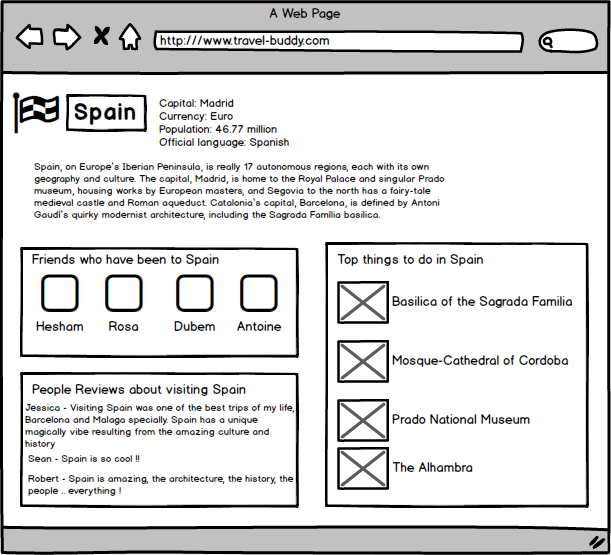 A Web Page
http:///www.travel-buddy.com
Spain
Capital: Madrid
Currency: Euro
Population: 46.77 million
Official language: Spanish
Spain, on Europe`s Iberian Peninsula, is really 17 autonomous regions, each with its own
geography and culture. The capital, Madrid, is home to the Royal Palace and singular Prado
museum, housing works by European masters, and Segovia to the north has a fairy-tale
medieval castle and Roman aqueduct. Catalonia`s capital, Barcelona, is defined by Antoni
Gaudí`s quirky modernist architecture, including the Sagrada Família basilica.
Friends who have been to Spain
Hesham Rosa Dubem Antoine
People Reviews about visiting Spain
Jessica - Visiting Spain was one of the best trips of my life,
Barcelona and Malaga specially. Spain has a unique
magically vibe resulting from the amazing culture and
history
Sean - Spain is so cool !!
Robert - Spain is amazing, the architecture, the history, the
people .. everything !
Top things to do in Spain
Basilica of the Sagrada Familia
Mosque-Cathedral of Cordoba
Prado National Museum
The Alhambra